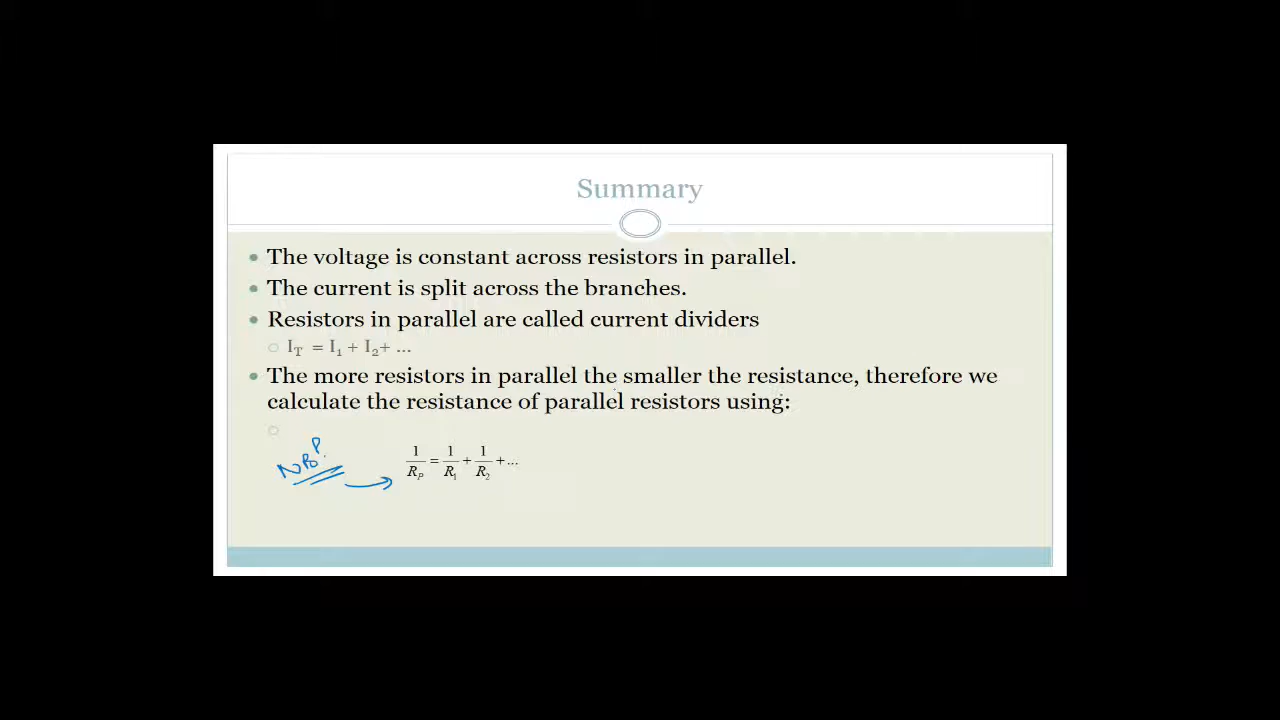 Summary
The voltage is constant across resistors in parallel.
The current is split across the branches.
Resistors in parallel are called current dividers
I_T = I_1 + I_2 + ...
The more resistors in parallel the smaller the resistance, therefore we
calculate the resistance of parallel resistors using:
1/R_P = 1/R_1 + 1/R_2 + ...